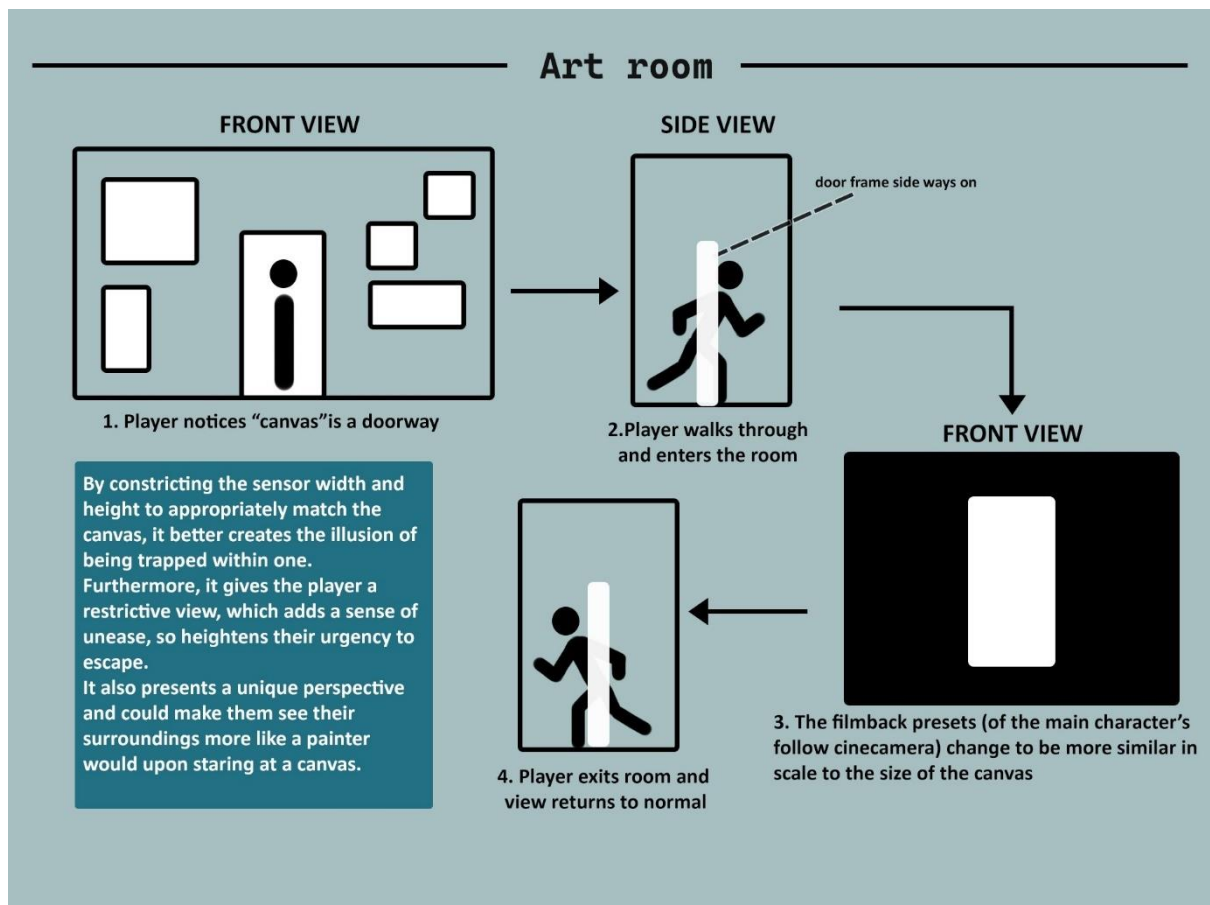 Art room
FRONT VIEW
SIDE VIEW
door frame side ways on
1. Player notices “canvas”is a doorway
2.Player walks through
and enters the room
FRONT VIEW
By constricting the sensor width and
height to appropriately match the
canvas, it better creates the illusion of
being trapped within one.
Furthermore, it gives the player a
restrictive view, which adds a sense of
unease, so heightens their urgency to
escape.
It also presents a unique perspective
and could make them see their
surroundings more like a painter
would upon staring at a canvas.
3. The filmback presets (of the main character’s
follow cinecamera) change to be more similar in
scale to the size of the canvas
4. Player exits room and
view returns to normal